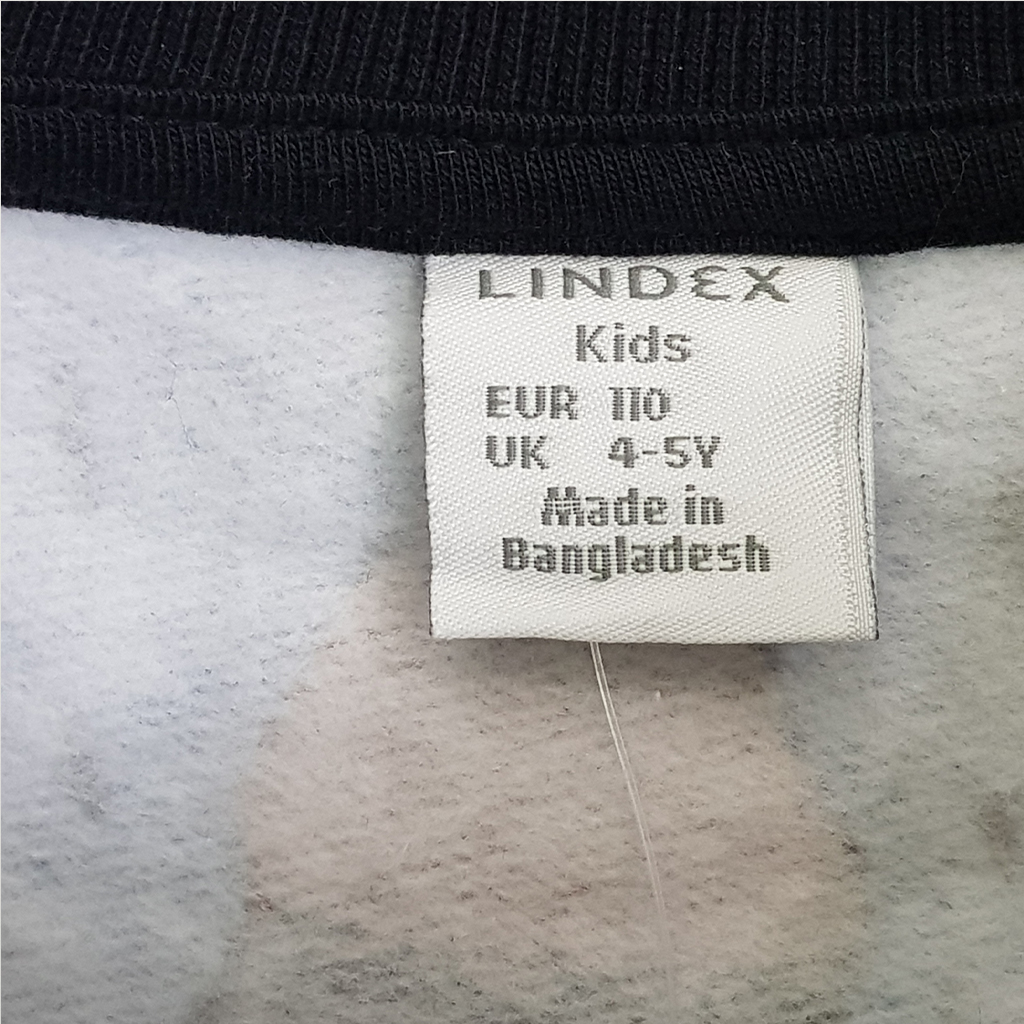 LINDEX
Kids
EUR 110
UK 4-5Y
Made in
Bangladesh